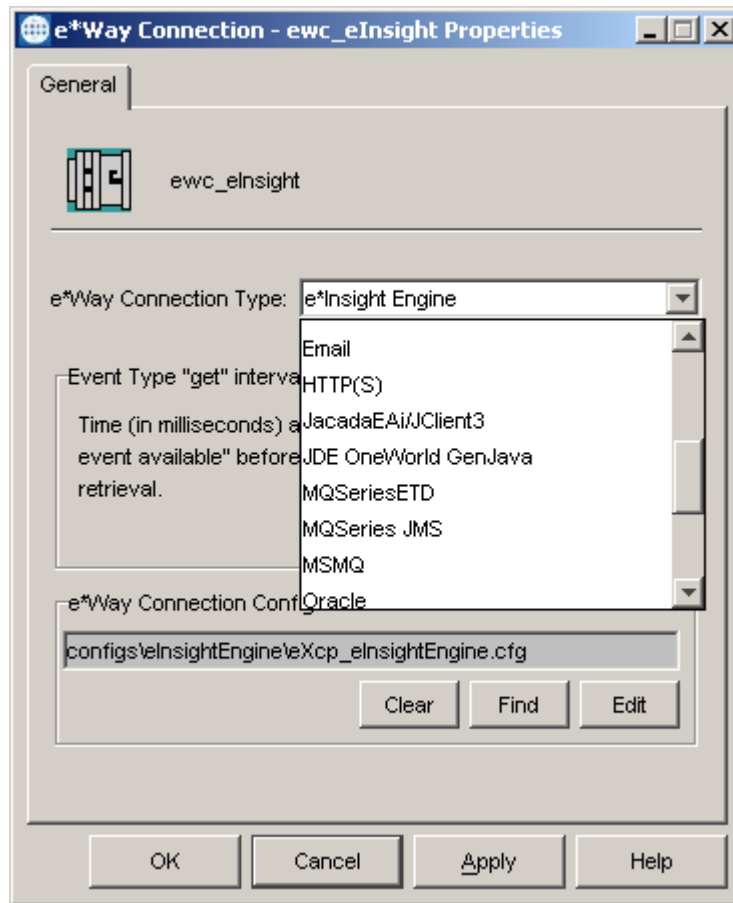 e*Way Connection - ewc_eInsight Properties
General
ewc_eInsight
e*Way Connection Type: e*Insight Engine
Email
HTTP(S)
JacadaEAi/JClient3
JDE OneWorld GenJava
MQSeriesETD
MQSeries JMS
MSMQ
Oracle
Event Type "get" interva
Time (in milliseconds) a
event available" before
retrieval.
e*Way Connection Conf
configs\eInsightEngine\eXcp_eInsightEngine.cfg
Clear Find Edit
OK Cancel Apply Help